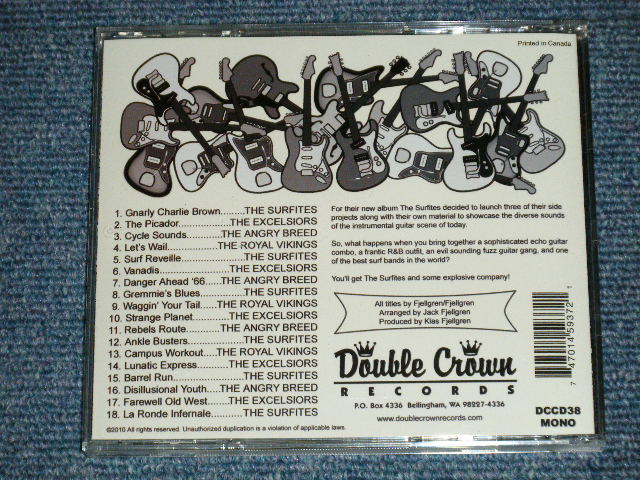 Printed in Canada
1. Gnarly Charlie Brown.........THE SURFITES
2. The Picador...................THE EXCELSIORS
3. Cycle Sounds..........THE ANGRY BREED
4. Let's Wail................THE ROYAL VIKINGS
5. Surf Reveille.....................THE SURFITES
6. Vanadis.......................THE EXCELSIORS
7. Danger Ahead '66.....THE ANGRY BREED
8. Gremmie's Blues...............THE SURFITES
9. Waggin' Your Tail.....THE ROYAL VIKINGS
10. Strange Planet............THE EXCELSIORS
11. Rebels Route...........THE ANGRY BREED
12. Ankle Busters..................THE SURFITES
13. Campus Workout...THE ROYAL VIKINGS
14. Lunatic Express..........THE EXCELSIORS
15. Barrel Run......................THE SURFITES
16. Disillusional Youth....THE ANGRY BREED
17. Farewell Old West.......THE EXCELSIORS
18. La Ronde Infernale..........THE SURFITES
©2010 All rights reserved. Unauthorized duplication is a violation of applicable laws.
For their new album The Surfites decided to launch three of their side
projects along with their own material to showcase the diverse sounds
of the instrumental guitar scene of today.
So, what happens when you bring together a sophisticated echo guitar
combo, a frantic R&B outfit, an evil sounding fuzz guitar gang, and one
of the best surf bands in the world?
You'll get The Surfites and some explosive company!
All titles by Fjellgren/Fjellgren
Arranged by Jack Fjellgren
Produced by Klas Fjellgren
Double Crown
RECORDS
P.O. Box 4336 Bellingham, WA 98227-4336
www.doublecrownrecords.com
7 47014 59372 1
DCCD38
MONO